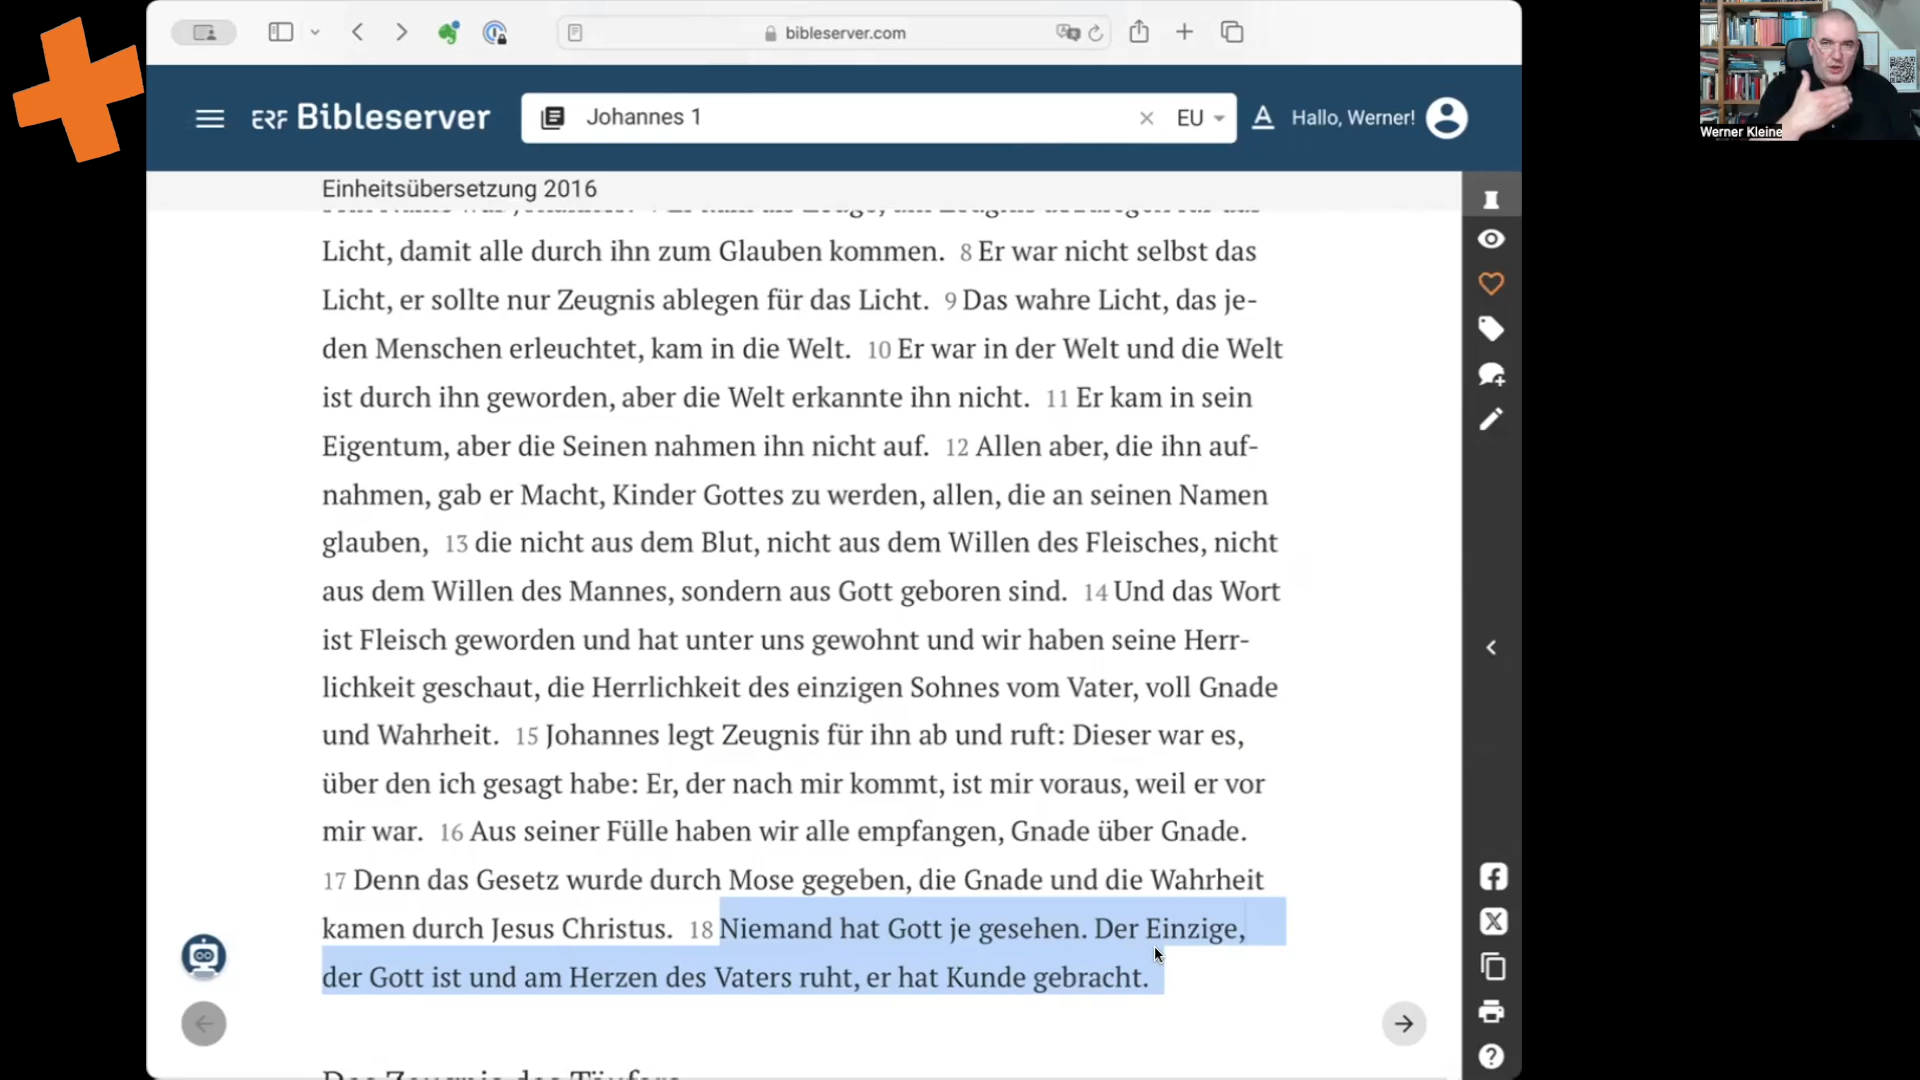 bibleserver.com
ERF Bibleserver
Johannes 1
EU
A
Hallo, Werner!
Werner Kleine
Einheitsübersetzung 2016
Licht, damit alle durch ihn zum Glauben kommen. 8 Er war nicht selbst das
Licht, er sollte nur Zeugnis ablegen für das Licht. 9 Das wahre Licht, das je-
den Menschen erleuchtet, kam in die Welt. 10 Er war in der Welt und die Welt
ist durch ihn geworden, aber die Welt erkannte ihn nicht. 11 Er kam in sein
Eigentum, aber die Seinen nahmen ihn nicht auf. 12 Allen aber, die ihn auf-
nahmen, gab er Macht, Kinder Gottes zu werden, allen, die an seinen Namen
glauben, 13 die nicht aus dem Blut, nicht aus dem Willen des Fleisches, nicht
aus dem Willen des Mannes, sondern aus Gott geboren sind. 14 Und das Wort
ist Fleisch geworden und hat unter uns gewohnt und wir haben seine Herr-
lichkeit geschaut, die Herrlichkeit des einzigen Sohnes vom Vater, voll Gnade
und Wahrheit. 15 Johannes legt Zeugnis für ihn ab und ruft: Dieser war es,
über den ich gesagt habe: Er, der nach mir kommt, ist mir voraus, weil er vor
mir war. 16 Aus seiner Fülle haben wir alle empfangen, Gnade über Gnade.
17 Denn das Gesetz wurde durch Mose gegeben, die Gnade und die Wahrheit
kamen durch Jesus Christus. 18 Niemand hat Gott je gesehen. Der Einzige,
der Gott ist und am Herzen des Vaters ruht, er hat Kunde gebracht.
Das Zeugnis des Täufers